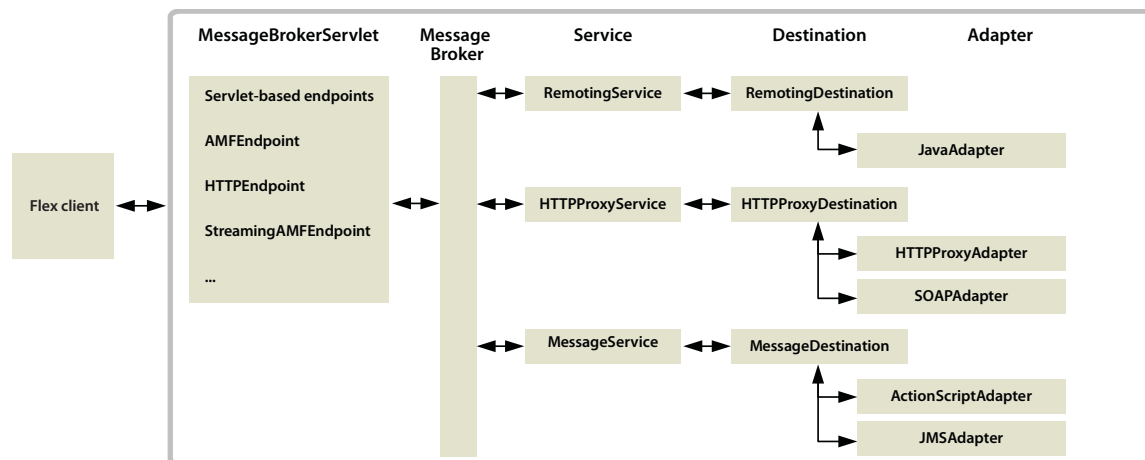 MessageBrokerServlet
Message
Broker
Service
Destination
Adapter
Servlet-based endpoints
AMFEndpoint
HTTPEndpoint
StreamingAMFEndpoint
...
Flex client
RemotingService
RemotingDestination
JavaAdapter
HTTPProxyService
HTTPProxyDestination
HTTPProxyAdapter
SOAPAdapter
MessageService
MessageDestination
ActionScriptAdapter
JMSAdapter